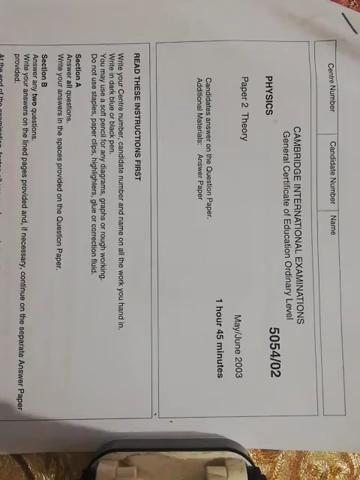 Centre Number Candidate Number Name
CAMBRIDGE INTERNATIONAL EXAMINATIONS
General Certificate of Education Ordinary Level
PHYSICS 5054/02
Paper 2 Theory
May/June 2003
1 hour 45 minutes
Candidates answer on the Question Paper.
Additional Materials: Answer Paper
READ THESE INSTRUCTIONS FIRST
Write your Centre number, candidate number and name on all the work you hand in.
Write in dark blue or black pen.
You may use a soft pencil for any diagrams, graphs or rough working.
Do not use staples, paper clips, highlighters, glue or correction fluid.
Section A
Answer all questions.
Write your answers in the spaces provided on the Question Paper.
Section B
Answer any two questions.
Write your answers on the lined pages provided and, if necessary, continue on the separate Answer Paper
provided.
At the end of the examination,